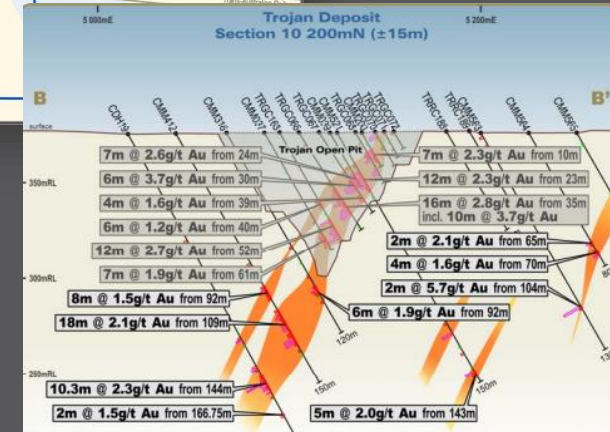 5 000mE
Trojan Deposit
5 200mE
Section 10 200mN (±15m)
B
B'
CDH19
CMM412
CMM316
CMM317
TRGC163
CMM563
CMM564
CMM565
surface
Trojan Open Pit
7m @ 2.6g/t Au from 24m
7m @ 2.3g/t Au from 10m
6m @ 3.7g/t Au from 30m
12m @ 2.3g/t Au from 23m
350mRL
4m @ 1.6g/t Au from 39m
16m @ 2.8g/t Au from 35m
incl. 10m @ 3.7g/t Au
6m @ 1.2g/t Au from 40m
2m @ 2.1g/t Au from 65m
12m @ 2.7g/t Au from 52m
4m @ 1.6g/t Au from 70m
7m @ 1.9g/t Au from 61m
300mRL
2m @ 5.7g/t Au from 104m
8m @ 1.5g/t Au from 92m
6m @ 1.9g/t Au from 92m
18m @ 2.1g/t Au from 109m
120m
250mRL
150m
150m
10.3m @ 2.3g/t Au from 144m
2m @ 1.5g/t Au from 166.75m
5m @ 2.0g/t Au from 143m